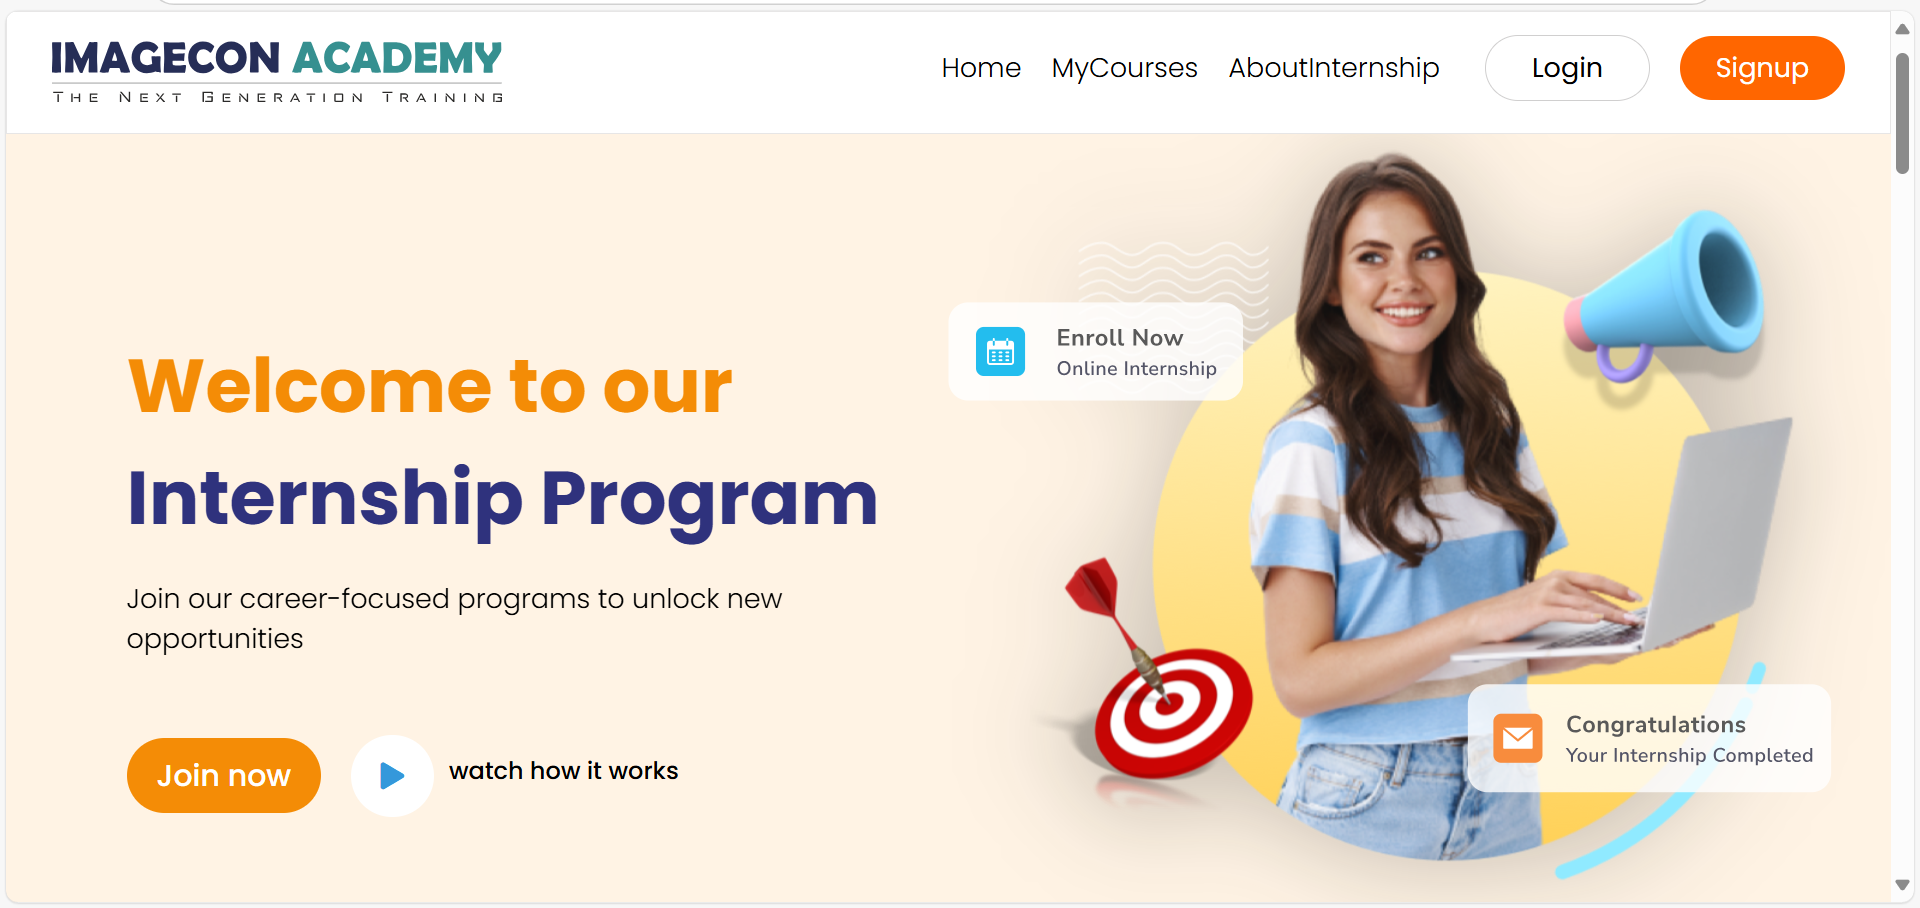 IMAGECON ACADEMY
The Next Generation Training
Home MyCourses AboutInternship Login Signup
Enroll Now
Online Internship
Welcome to our
Internship Program
Join our career-focused programs to unlock new
opportunities
Join now
watch how it works
Congratulations
Your Internship Completed